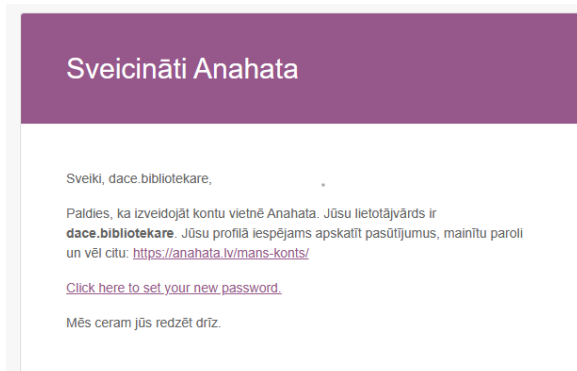 Sveicināti Anahata
Sveiki, dace.bibliotekare,
Paldies, ka izveidojāt kontu vietnē Anahata. Jūsu lietotājvārds ir
dace.bibliotekare. Jūsu profilā iespējams apskatīt pasūtījumus, mainītu paroli
un vēl citu: https://anahata.lv/mans-konts/
Click here to set your new password.
Mēs ceram jūs redzēt drīz.